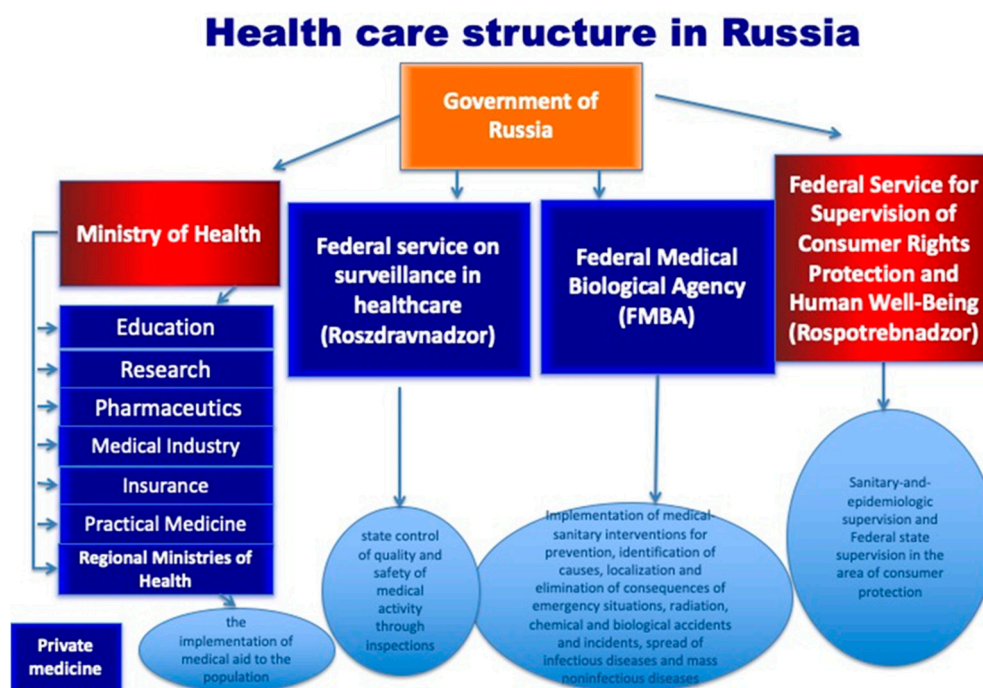 Health care structure in Russia
Government of
Russia
Ministry of Health
Federal service on
surveillance in
healthcare
(Roszdravnadzor)
Federal Medical
Biological Agency
(FMBA)
Federal Service for
Supervision of
Consumer Rights
Protection and
Human Well-Being
(Rospotrebnadzor)
Education
Research
Pharmaceutics
Medical Industry
Insurance
Practical Medicine
Regional Ministries of
Health
Private
medicine
the
implementation of
medical aid to the
population
state control
of quality and
safety of
medical
activity
through
inspections
Implementation of medical-
sanitary interventions for
prevention, identification of
causes, localization and
elimination of consequences of
emergency situations, radiation,
chemical and biological accidents
and incidents, spread of
infectious diseases and mass
noninfectious diseases
Sanitary-and-
epidemiologic
supervision and
Federal state
supervision in the
area of consumer
protection